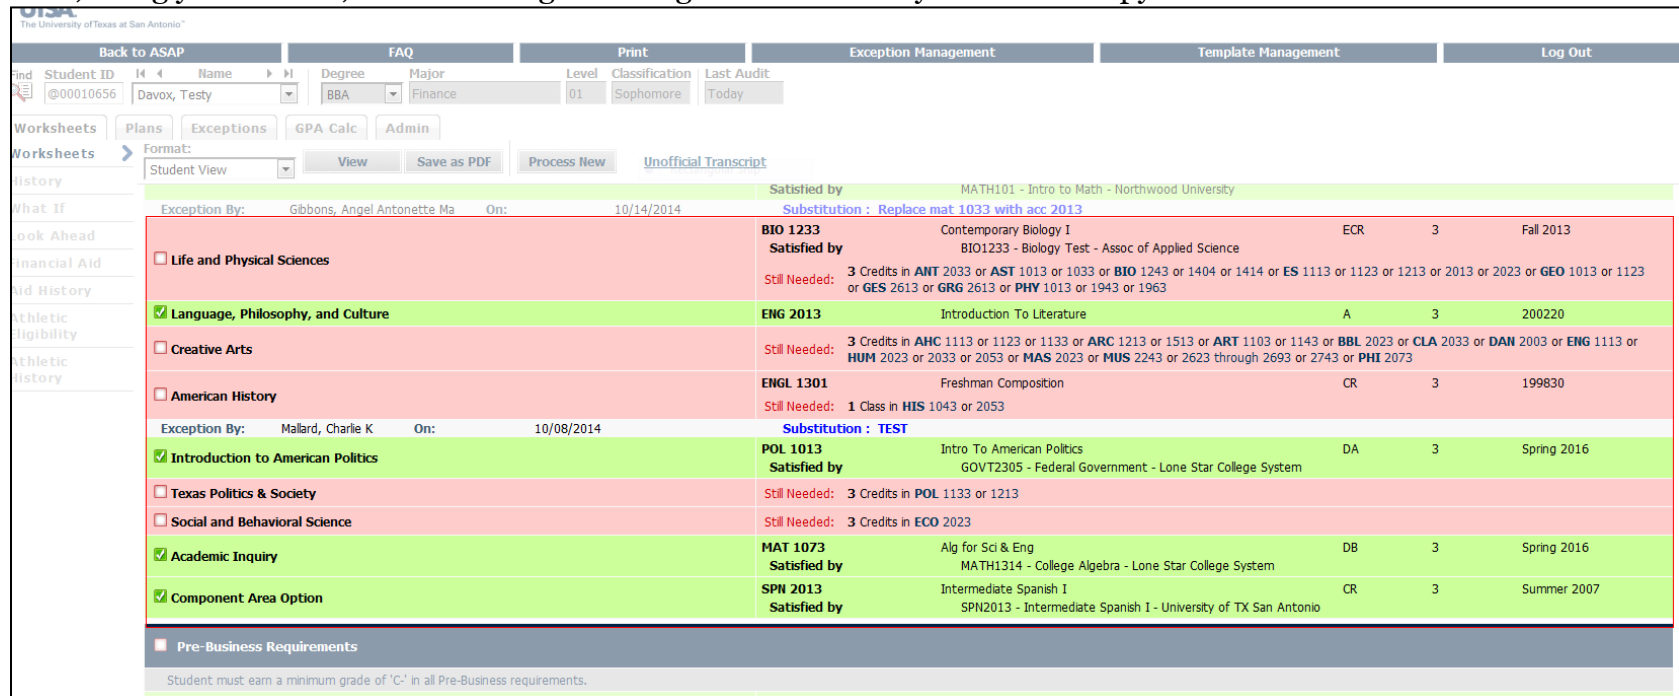 UTSA
The University of Texas at San Antonio™
Back to ASAP FAQ Print Exception Management Template Management Log Out
Find Student ID Name Degree Major Level Classification Last Audit
@00010656 Davox, Testy BBA Finance 01 Sophomore Today
Worksheets Plans Exceptions GPA Calc Admin
Worksheets
Format:
Student View View Save as PDF Process New Unofficial Transcript
History
What If
Look Ahead
Financial Aid
Aid History
Athletic
Eligibility
Athletic
History
Satisfied by MATH101 - Intro to Math - Northwood University
Exception By: Gibbons, Angel Antonette Ma On: 10/14/2014 Substitution : Replace mat 1033 with acc 2013
Life and Physical Sciences
BIO 1233 Contemporary Biology I ECR 3 Fall 2013
Satisfied by BIO1233 - Biology Test - Assoc of Applied Science
Still Needed: 3 Credits in ANT 2033 or AST 1013 or 1033 or BIO 1243 or 1404 or 1414 or ES 1113 or 1123 or 1213 or 2013 or 2023 or GEO 1013 or 1123
or GES 2613 or GRG 2613 or PHY 1013 or 1943 or 1963
Language, Philosophy, and Culture ENG 2013 Introduction To Literature A 3 200220
Creative Arts
Still Needed: 3 Credits in AHC 1113 or 1123 or 1133 or ARC 1213 or 1513 or ART 1103 or 1143 or BBL 2023 or CLA 2033 or DAN 2003 or ENG 1113 or
HUM 2023 or 2033 or 2053 or MAS 2023 or MUS 2243 or 2623 through 2693 or 2743 or PHI 2073
American History
ENGL 1301 Freshman Composition CR 3 199830
Still Needed: 1 Class in HIS 1043 or 2053
Exception By: Mallard, Charlie K On: 10/08/2014 Substitution : TEST
Introduction to American Politics
POL 1013 Intro To American Politics DA 3 Spring 2016
Satisfied by GOVT2305 - Federal Government - Lone Star College System
Texas Politics & Society Still Needed: 3 Credits in POL 1133 or 1213
Social and Behavioral Science Still Needed: 3 Credits in ECO 2023
Academic Inquiry
MAT 1073 Alg for Sci & Eng DB 3 Spring 2016
Satisfied by MATH1314 - College Algebra - Lone Star College System
Component Area Option
SPN 2013 Intermediate Spanish I CR 3 Summer 2007
Satisfied by SPN2013 - Intermediate Spanish I - University of TX San Antonio
Pre-Business Requirements
Student must earn a minimum grade of 'C-' in all Pre-Business requirements.